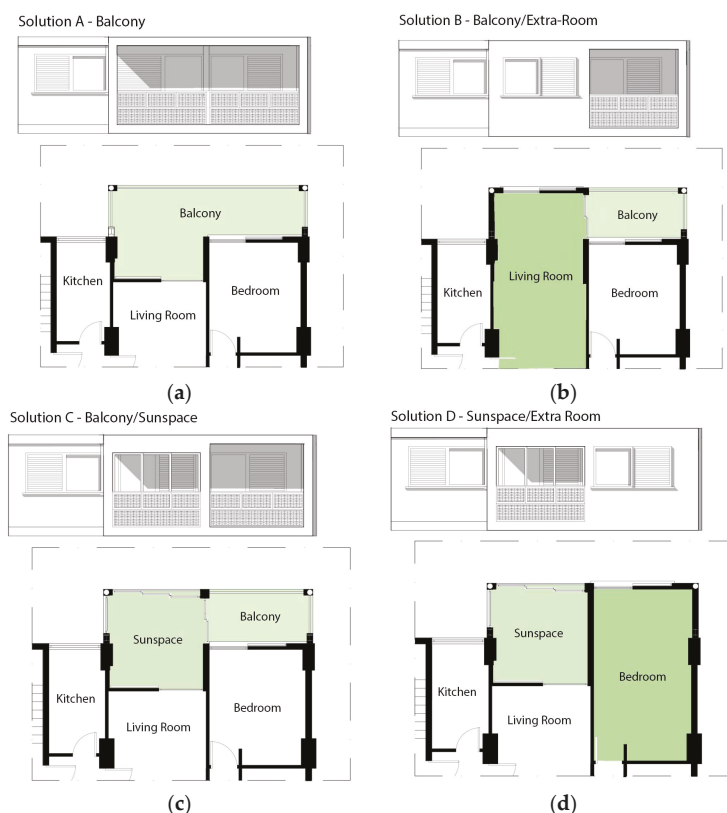 Solution A - Balcony
Balcony
Kitchen
Living Room
Bedroom
(a)
Solution B - Balcony/Extra-Room
Balcony
Kitchen
Living Room
Bedroom
(b)
Solution C - Balcony/Sunspace
Sunspace
Balcony
Kitchen
Living Room
Bedroom
(c)
Solution D - Sunspace/Extra Room
Sunspace
Kitchen
Living Room
Bedroom
(d)